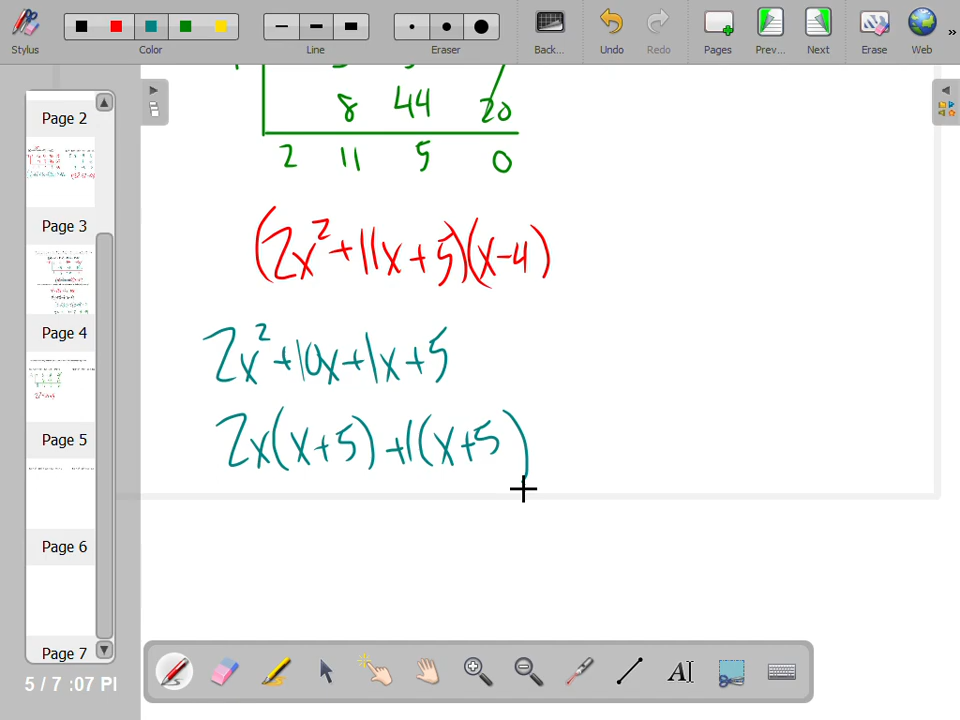 Stylus
Color
Line
Eraser
Back...
Undo
Redo
Pages
Prev...
Next
Erase
Web
»
Page 2
Page 3
Page 4
Page 5
Page 6
Page 7
5 / 7 :07 PI
8 44 20
2 11 5 0
(2x²+11x+5)(x-4)
2x²+10x+1x+5
2x(x+5)+1(x+5)
AI